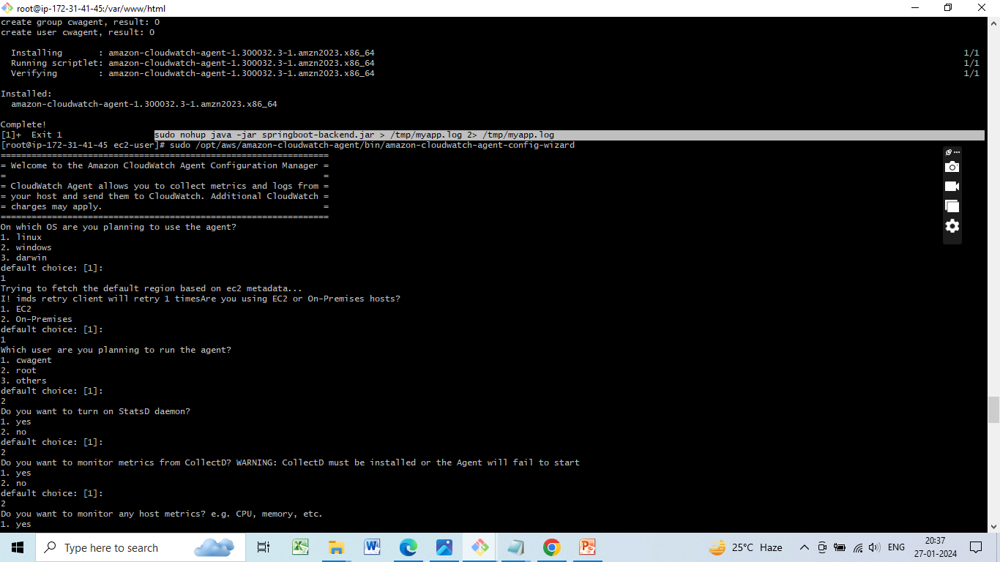 root@ip-172-31-41-45:/var/www/html
create group cwagent, result: 0
create user cwagent, result: 0
  Installing       : amazon-cloudwatch-agent-1.300032.3-1.amzn2023.x86_64                                                                                                                1/1
  Running scriptlet: amazon-cloudwatch-agent-1.300032.3-1.amzn2023.x86_64                                                                                                                1/1
  Verifying        : amazon-cloudwatch-agent-1.300032.3-1.amzn2023.x86_64                                                                                                                1/1
Installed:
  amazon-cloudwatch-agent-1.300032.3-1.amzn2023.x86_64
Complete!
[1]+  Exit 1                  sudo nohup java -jar springboot-backend.jar > /tmp/myapp.log 2> /tmp/myapp.log
[root@ip-172-31-41-45 ec2-user]# sudo /opt/aws/amazon-cloudwatch-agent/bin/amazon-cloudwatch-agent-config-wizard
================================================================
= Welcome to the Amazon CloudWatch Agent Configuration Manager =
=                                                              =
= CloudWatch Agent allows you to collect metrics and logs from =
= your host and send them to CloudWatch. Additional CloudWatch =
= charges may apply.                                           =
================================================================
On which OS are you planning to use the agent?
1. linux
2. windows
3. darwin
default choice: [1]:
1
Trying to fetch the default region based on ec2 metadata...
I! imds retry client will retry 1 timesAre you using EC2 or On-Premises hosts?
1. EC2
2. On-Premises
default choice: [1]:
1
Which user are you planning to run the agent?
1. cwagent
2. root
3. others
default choice: [1]:
2
Do you want to turn on StatsD daemon?
1. yes
2. no
default choice: [1]:
2
Do you want to monitor metrics from CollectD? WARNING: CollectD must be installed or the Agent will fail to start
1. yes
2. no
default choice: [1]:
2
Do you want to monitor any host metrics? e.g. CPU, memory, etc.
1. yes
Type here to search
25°C Haze
ENG
20:37
27-01-2024